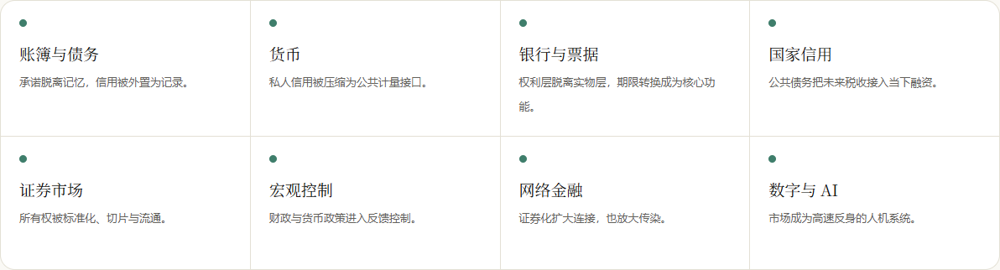 账簿与债务
承诺脱离记忆，信用被外置为记录。
货币
私人信用被压缩为公共计量接口。
银行与票据
权利层脱离实物层，期限转换成为核心功
能。
国家信用
公共债务把未来税收接入当下融资。
证券市场
所有权被标准化、切片与流通。
宏观控制
财政与货币政策进入反馈控制。
网络金融
证券化扩大连接，也放大传染。
数字与 AI
市场成为高速反身的人机系统。